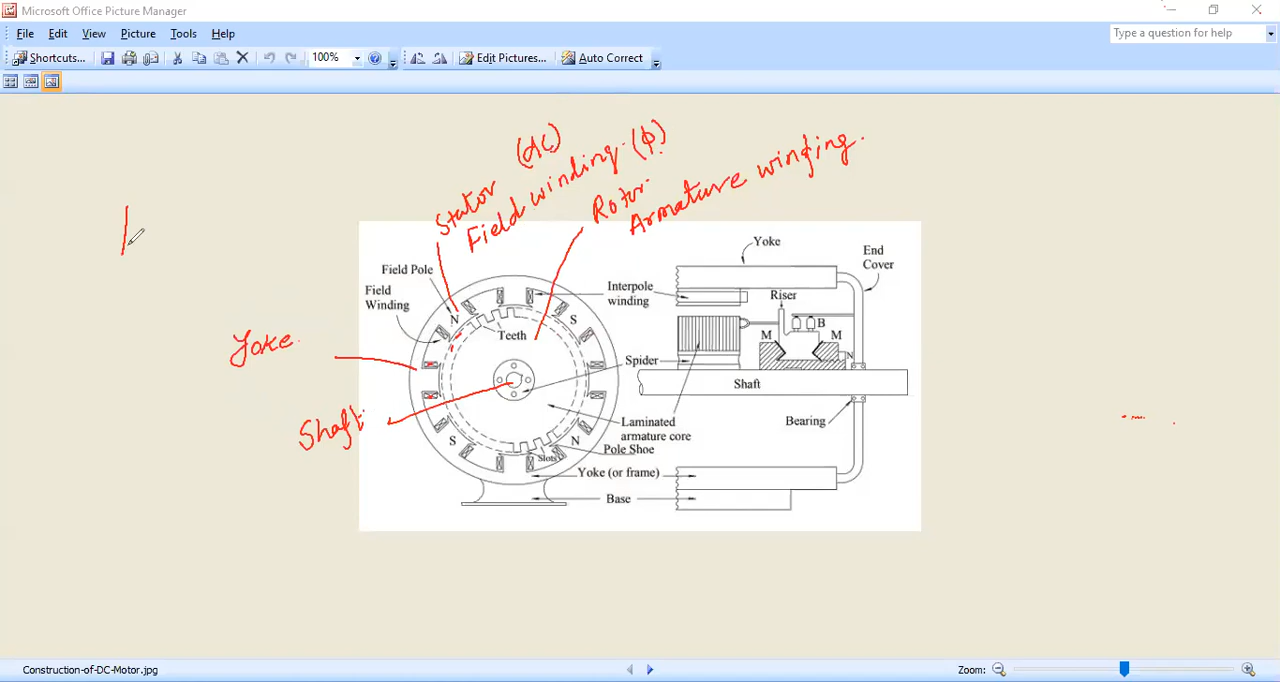 Microsoft Office Picture Manager
File Edit View Picture Tools Help
Type a question for help
Shortcuts... 100% Edit Pictures... Auto Correct
(AC)
Stator
Field winding. (Φ)
Rotor
Armature winding.
Yoke
Shaft
Field Pole
Field
Winding
N
S
Teeth
S
N
Slots
Interpole
winding
Spider
Laminated
armature core
Pole Shoe
Yoke (or frame)
Base
Yoke
End
Cover
Riser
B
M
M
N
Shaft
Bearing
Construction-of-DC-Motor.jpg
Zoom: